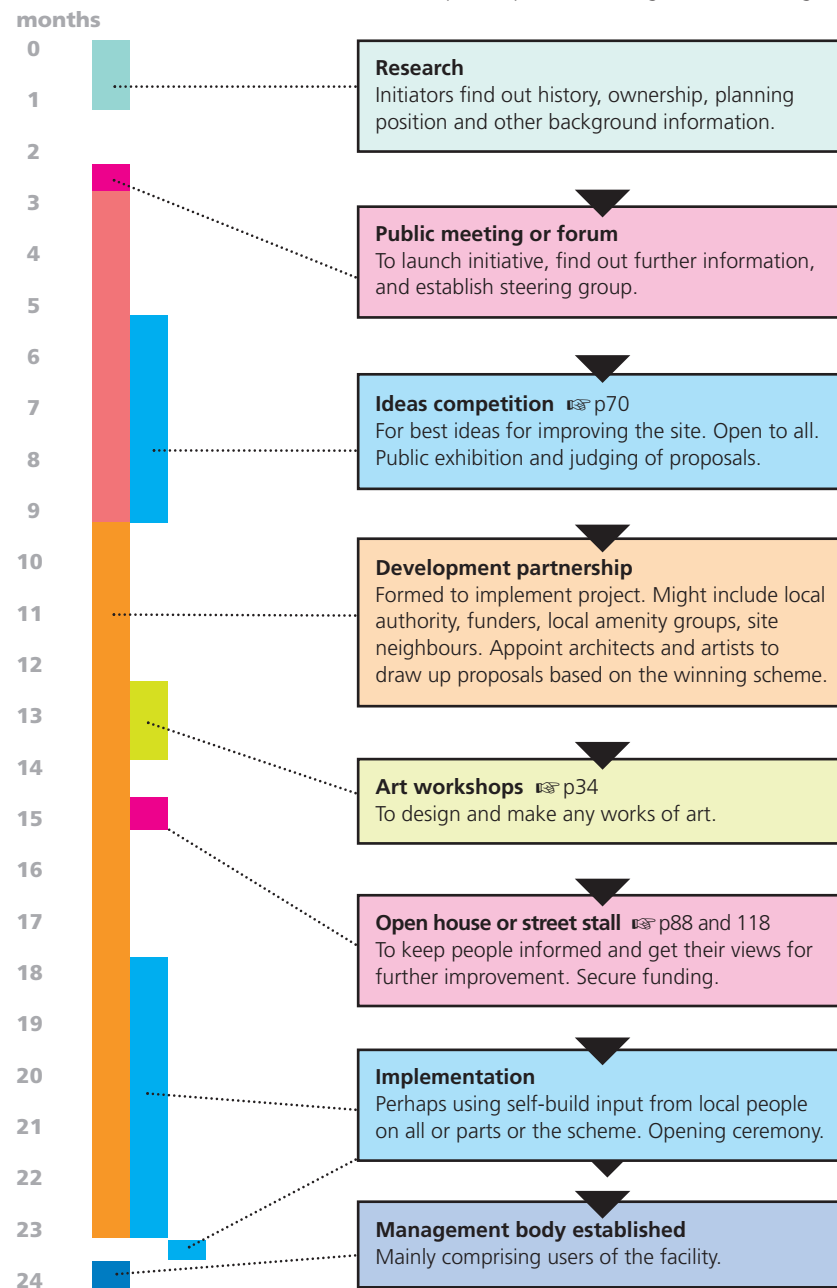 months
0
1
2
3
4
5
6
7
8
9
10
11
12
13
14
15
16
17
18
19
20
21
22
23
24
Research
Initiators find out history, ownership, planning
position and other background information.
Public meeting or forum
To launch initiative, find out further information,
and establish steering group.
Ideas competition ☞ p70
For best ideas for improving the site. Open to all.
Public exhibition and judging of proposals.
Development partnership
Formed to implement project. Might include local
authority, funders, local amenity groups, site
neighbours. Appoint architects and artists to
draw up proposals based on the winning scheme.
Art workshops ☞ p34
To design and make any works of art.
Open house or street stall ☞ p88 and 118
To keep people informed and get their views for
further improvement. Secure funding.
Implementation
Perhaps using self-build input from local people
on all or parts or the scheme. Opening ceremony.
Management body established
Mainly comprising users of the facility.